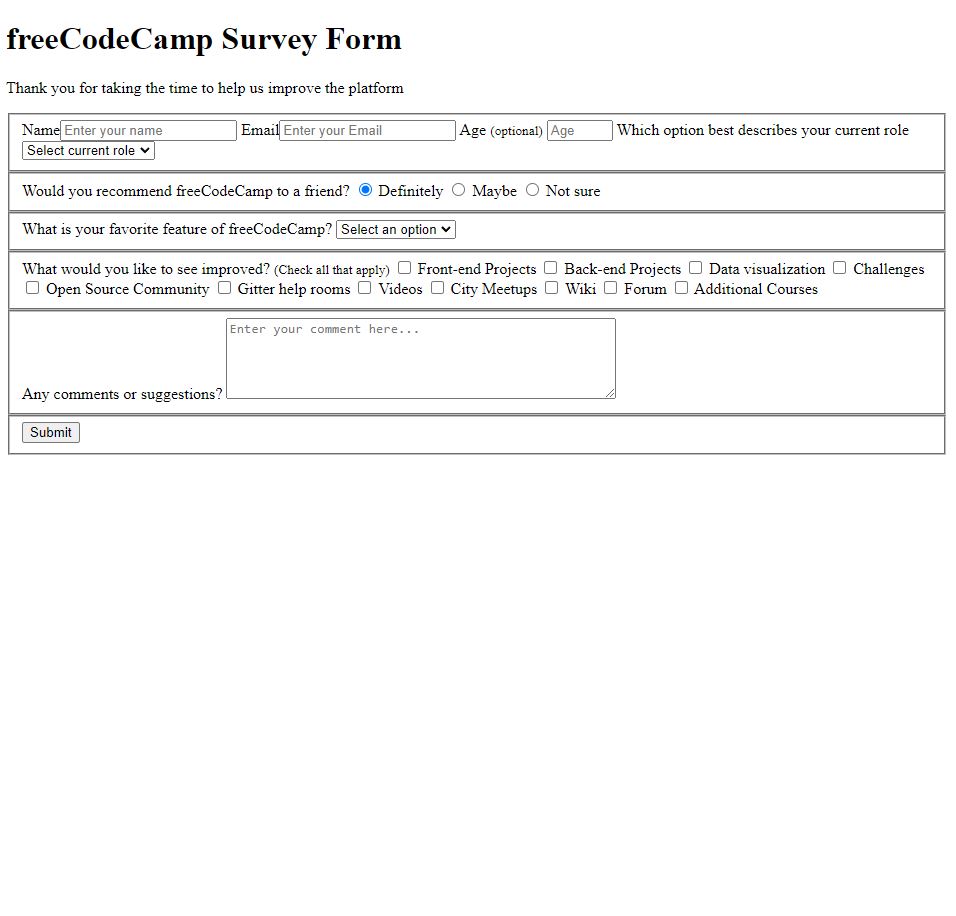 freeCodeCamp Survey Form
Thank you for taking the time to help us improve the platform
Name Enter your name Email Enter your Email Age (optional) Age Which option best describes your current role
Select current role
Would you recommend freeCodeCamp to a friend? Definitely Maybe Not sure
What is your favorite feature of freeCodeCamp? Select an option
What would you like to see improved? (Check all that apply) Front-end Projects Back-end Projects Data visualization Challenges
Open Source Community Gitter help rooms Videos City Meetups Wiki Forum Additional Courses
Enter your comment here...
Any comments or suggestions?
Submit